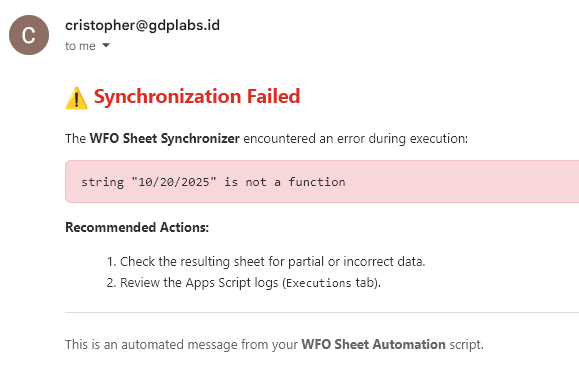 C
cristopher@gdplabs.id
to me
⚠️ Synchronization Failed
The WFO Sheet Synchronizer encountered an error during execution:
string "10/20/2025" is not a function
Recommended Actions:
1. Check the resulting sheet for partial or incorrect data.
2. Review the Apps Script logs (Executions tab).
This is an automated message from your WFO Sheet Automation script.